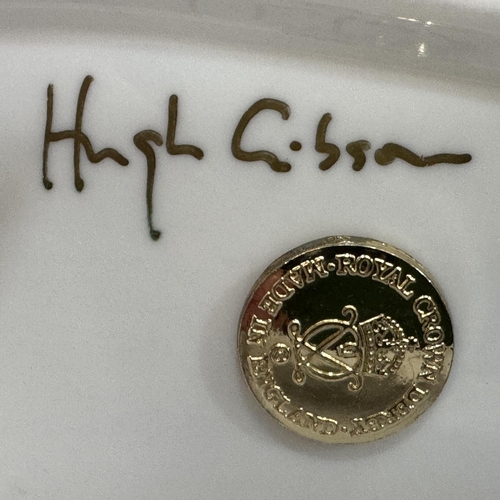 Hugh Gibson
ROYAL CROWN DERBY · MADE IN ENGLAND ·